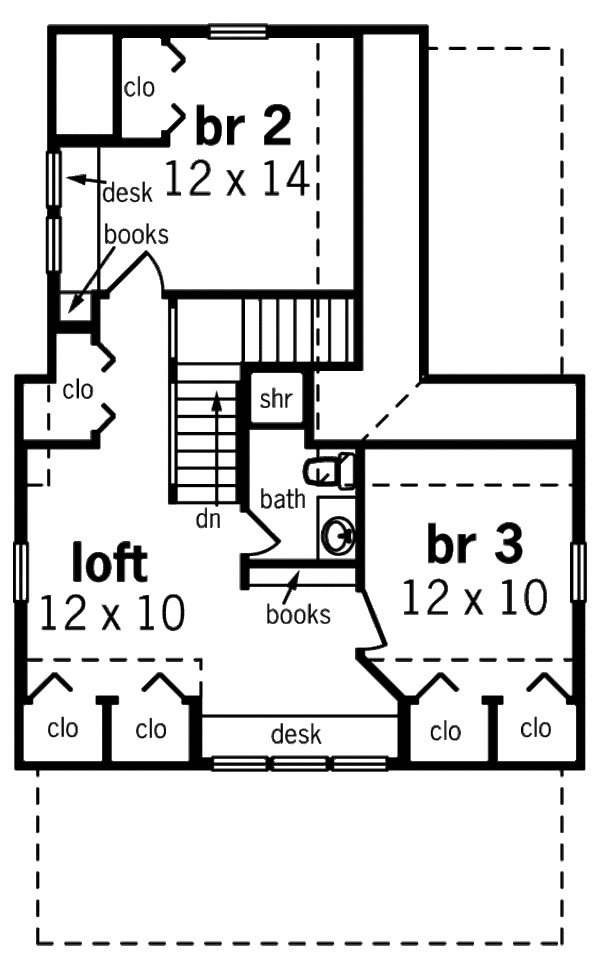 clo
br 2
12 x 14
desk
books
clo
shr
bath
dn
loft
12 x 10
br 3
12 x 10
books
clo
clo
desk
clo
clo